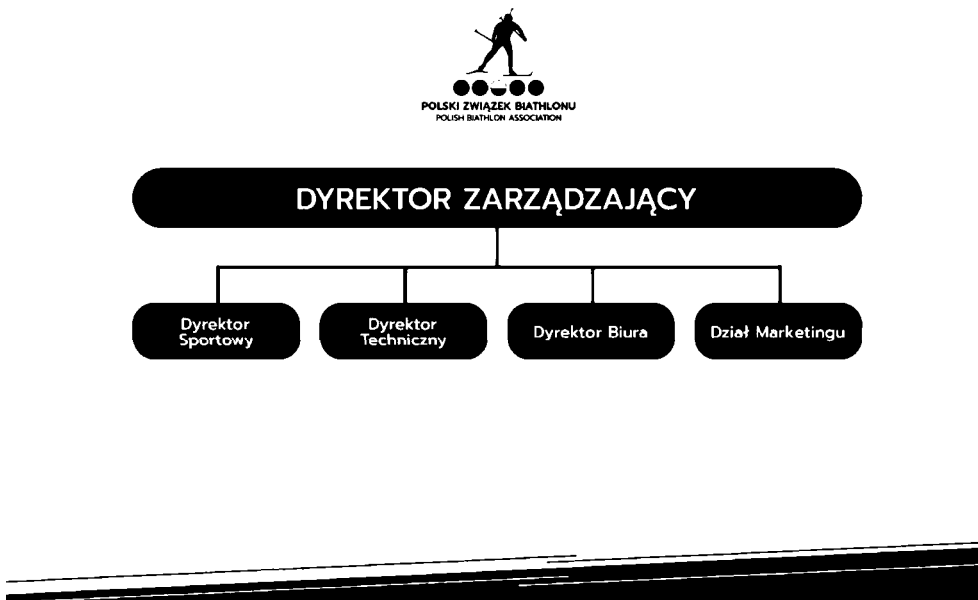 POLSKI ZWIĄZEK BIATHLONU
POLISH BIATHLON ASSOCIATION
DYREKTOR ZARZĄDZAJĄCY
Dyrektor
Sportowy
Dyrektor
Techniczny
Dyrektor Biura
Dział Marketingu